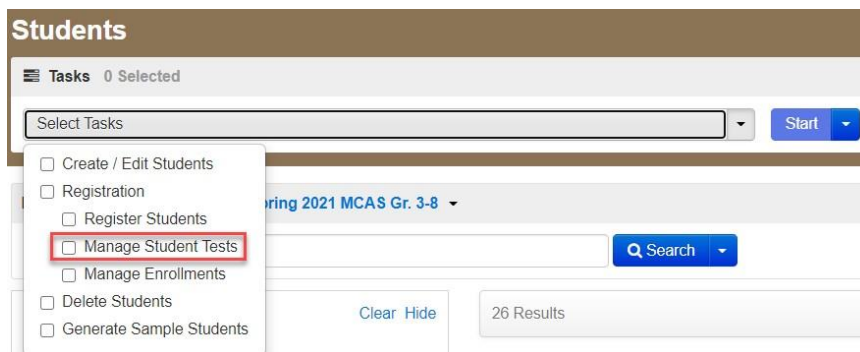 Students
Tasks 0 Selected
Select Tasks
Start
Create / Edit Students
Registration
Register Students
Manage Student Tests
Manage Enrollments
Delete Students
Generate Sample Students
ring 2021 MCAS Gr. 3-8
Search
Clear Hide
26 Results